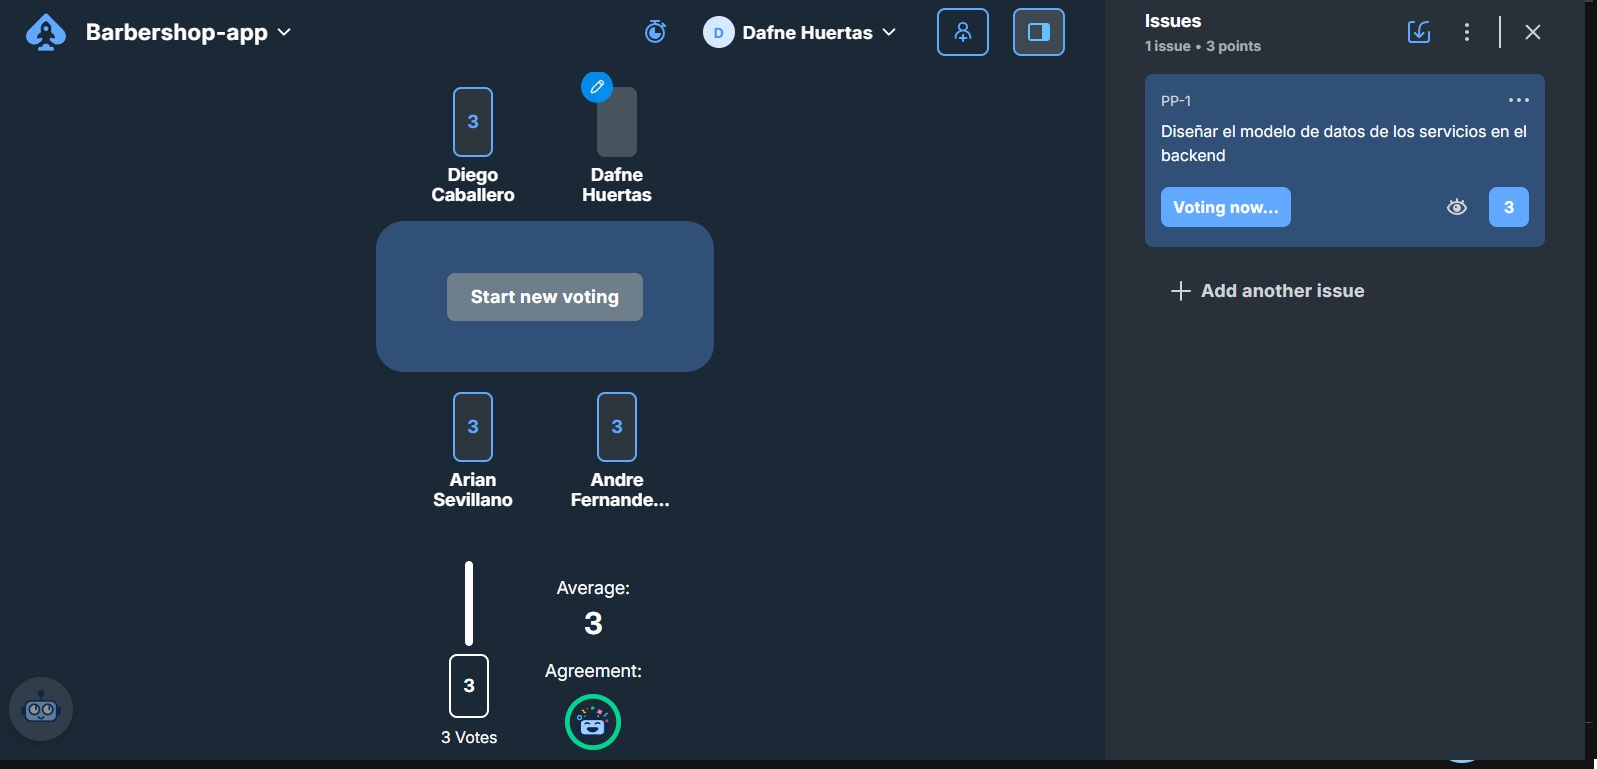 Barbershop-app
D Dafne Huertas
3
Diego
Caballero
Dafne
Huertas
Start new voting
3
Arian
Sevillano
3
Andre
Fernande...
3
3 Votes
Average:
3
Agreement:
Issues
1 issue • 3 points
PP-1
Diseñar el modelo de datos de los servicios en el
backend
Voting now...
3
Add another issue